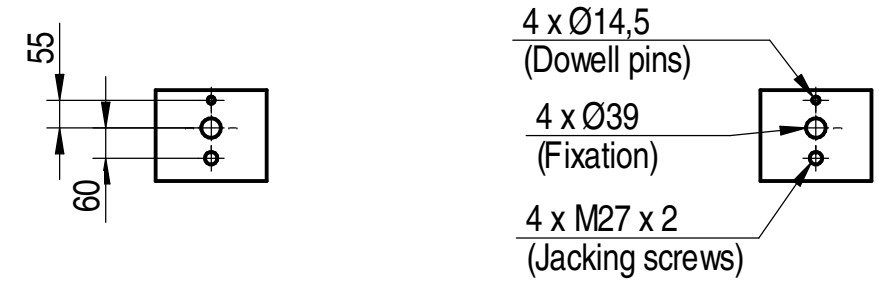 55
60
4 x Ø14,5
(Dowell pins)
4 x Ø39
(Fixation)
4 x M27 x 2
(Jacking screws)